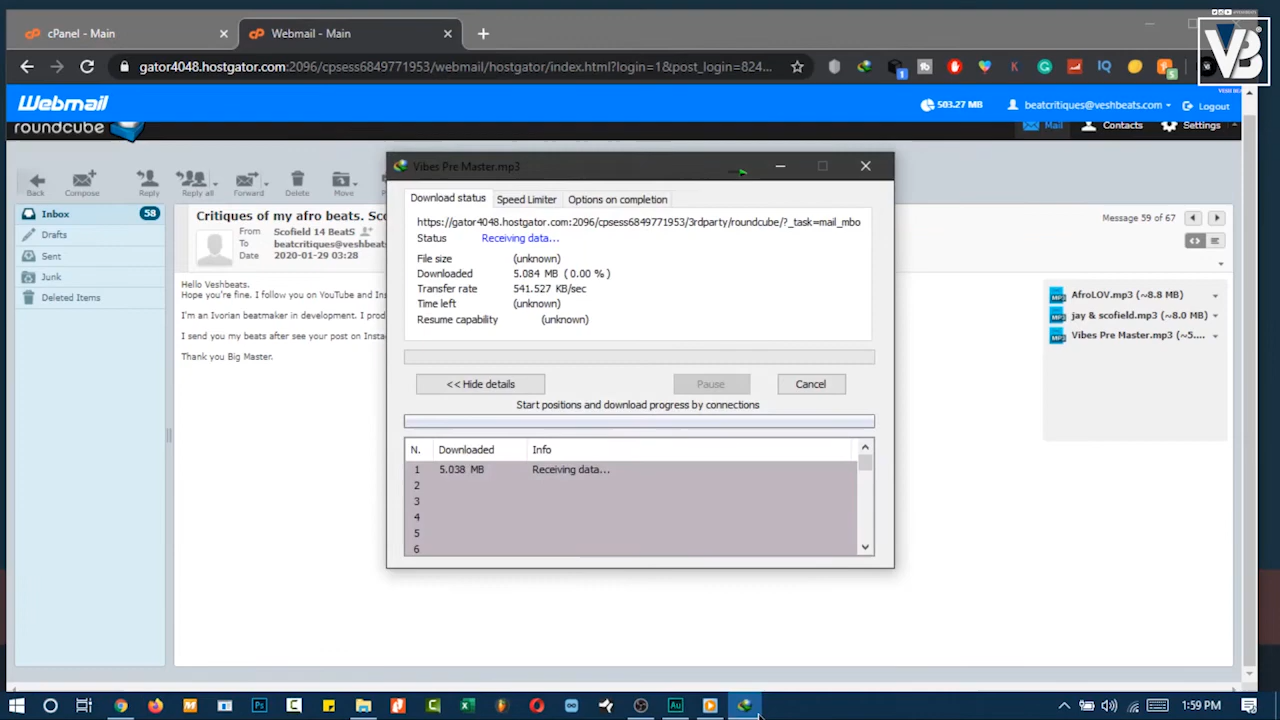 cPanel - Main
Webmail - Main
gator4048.hostgator.com:2096/cpsess6849771953/webmail/hostgator/index.html?login=1&post_login=824...
VB
Webmail
503.27 MB
beatcritiques@veshbeats.com
Logout
roundcube
Mail
Contacts
Settings
Back
Compose
Reply
Reply all
Forward
Delete
Move
Inbox
58
Drafts
Sent
Junk
Deleted Items
Critiques of my afro beats. Sco
From Scofield 14 BeatS
To beatcritiques@veshbeats
Date 2020-01-29 03:28
Message 59 of 67
Hello Veshbeats.
Hope you're fine. I follow you on YouTube and Ins
I'm an Ivorian beatmaker in development. I prod
I send you my beats after see your post on Instag
Thank you Big Master.
AfroLOV.mp3 (~8.8 MB)
jay & scofield.mp3 (~8.0 MB)
Vibes Pre Master.mp3 (~5....
Vibes Pre Master.mp3
Download status
Speed Limiter
Options on completion
https://gator4048.hostgator.com:2096/cpsess6849771953/3rdparty/roundcube/?_task=mail_mbo
Status Receiving data...
File size (unknown)
Downloaded 5.084 MB ( 0.00 % )
Transfer rate 541.527 KB/sec
Time left (unknown)
Resume capability (unknown)
<< Hide details
Pause
Cancel
Start positions and download progress by connections
N. Downloaded Info
1 5.038 MB Receiving data...
2
3
4
5
6
1:59 PM